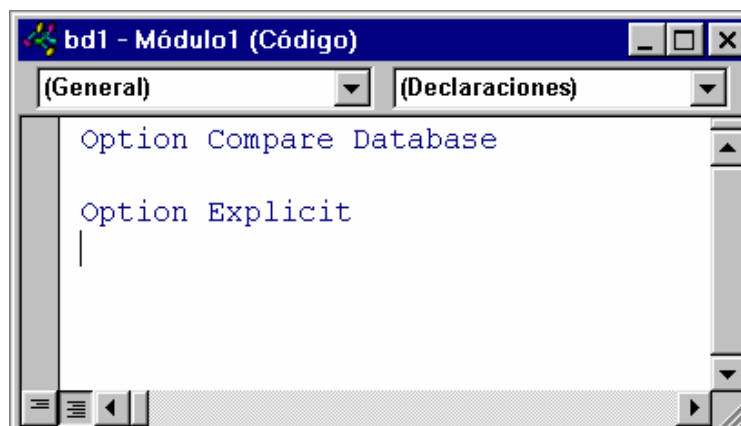 bd1 - Módulo1 (Código)
(General) (Declaraciones)
Option Compare Database
Option Explicit